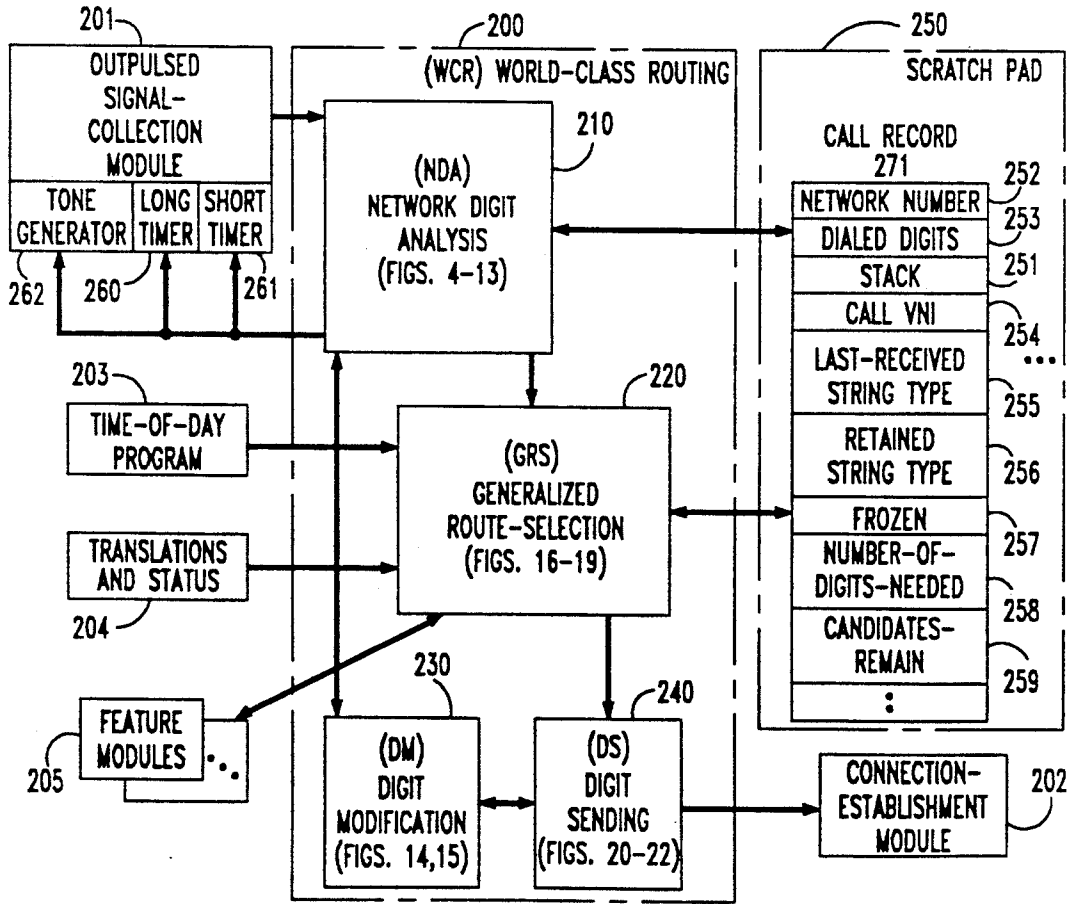 201
OUTPULSED
SIGNAL-
COLLECTION
MODULE
TONE
GENERATOR
LONG
TIMER
SHORT
TIMER
262
260
261
203
TIME-OF-DAY
PROGRAM
TRANSLATIONS
AND STATUS
204
FEATURE
MODULES
205
200
(WCR) WORLD-CLASS ROUTING
210
(NDA)
NETWORK DIGIT
ANALYSIS
(FIGS. 4-13)
220
(GRS)
GENERALIZED
ROUTE-SELECTION
(FIGS. 16-19)
230
(DM)
DIGIT
MODIFICATION
(FIGS. 14,15)
240
(DS)
DIGIT
SENDING
(FIGS. 20-22)
250
SCRATCH PAD
CALL RECORD
271
NETWORK NUMBER
252
DIALED DIGITS
253
STACK
251
CALL VNI
254
LAST-RECEIVED
STRING TYPE
255
RETAINED
STRING TYPE
256
FROZEN
257
NUMBER-OF-
DIGITS-NEEDED
258
CANDIDATES-
REMAIN
259
CONNECTION-
ESTABLISHMENT
MODULE
202